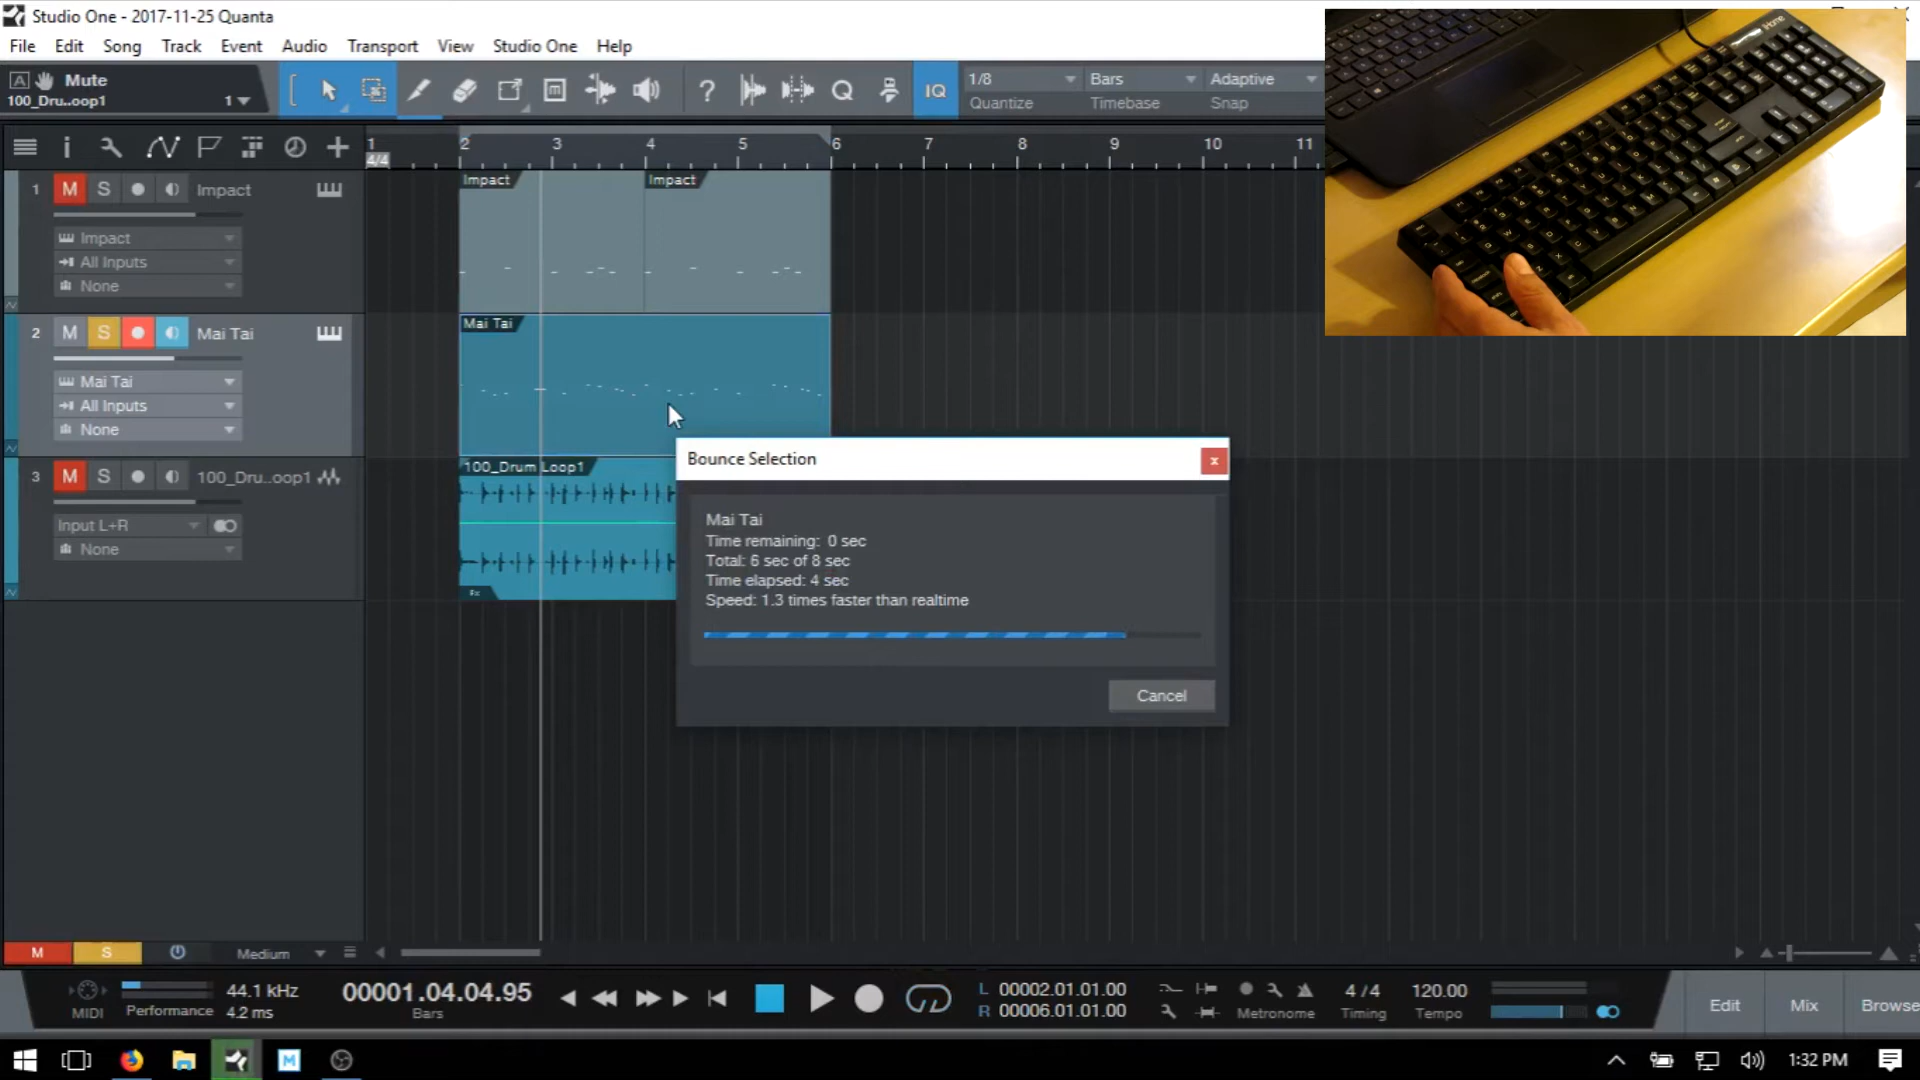 Studio One - 2017-11-25 Quanta
File Edit Song Track Event Audio Transport View Studio One Help
A Mute
100_Dru..oop1 1
IQ
1/8 Bars Adaptive
Quantize Timebase Snap
iHome
1 2 3 4 5 6 7 8 9 10 11
4/4
1 M S Impact
Impact
All Inputs
None
Impact Impact
2 M S Mai Tai
Mai Tai
All Inputs
None
Mai Tai
3 M S 100_Dru..oop1
Input L+R
None
100_Drum Loop1
Fx
Bounce Selection
x
Mai Tai
Time remaining: 0 sec
Total: 6 sec of 8 sec
Time elapsed: 4 sec
Speed: 1.3 times faster than realtime
Cancel
M S Medium
MIDI
Performance
44.1 kHz
4.2 ms
00001.04.04.95
Bars
L 00002.01.01.00
R 00006.01.01.00
Metronome
4 / 4
Timing
120.00
Tempo
Edit Mix Browse
M
1:32 PM